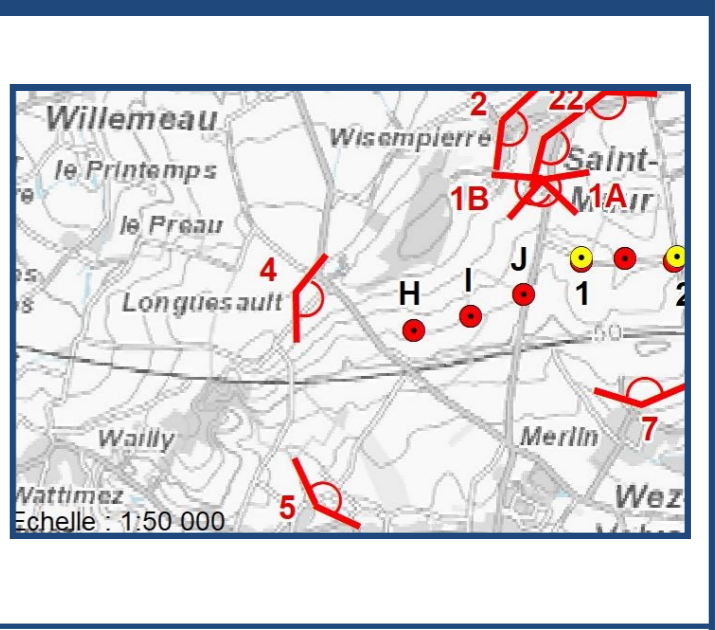 2
22
Willemeau
Wisempierre
Saint-
Maur
le Printemps
1B
1A
le Preau
4
J
I
H
Longuesault
1
2
50
7
Wailly
Merlin
5
Wattimez
Wez-
Echelle : 1:50 000